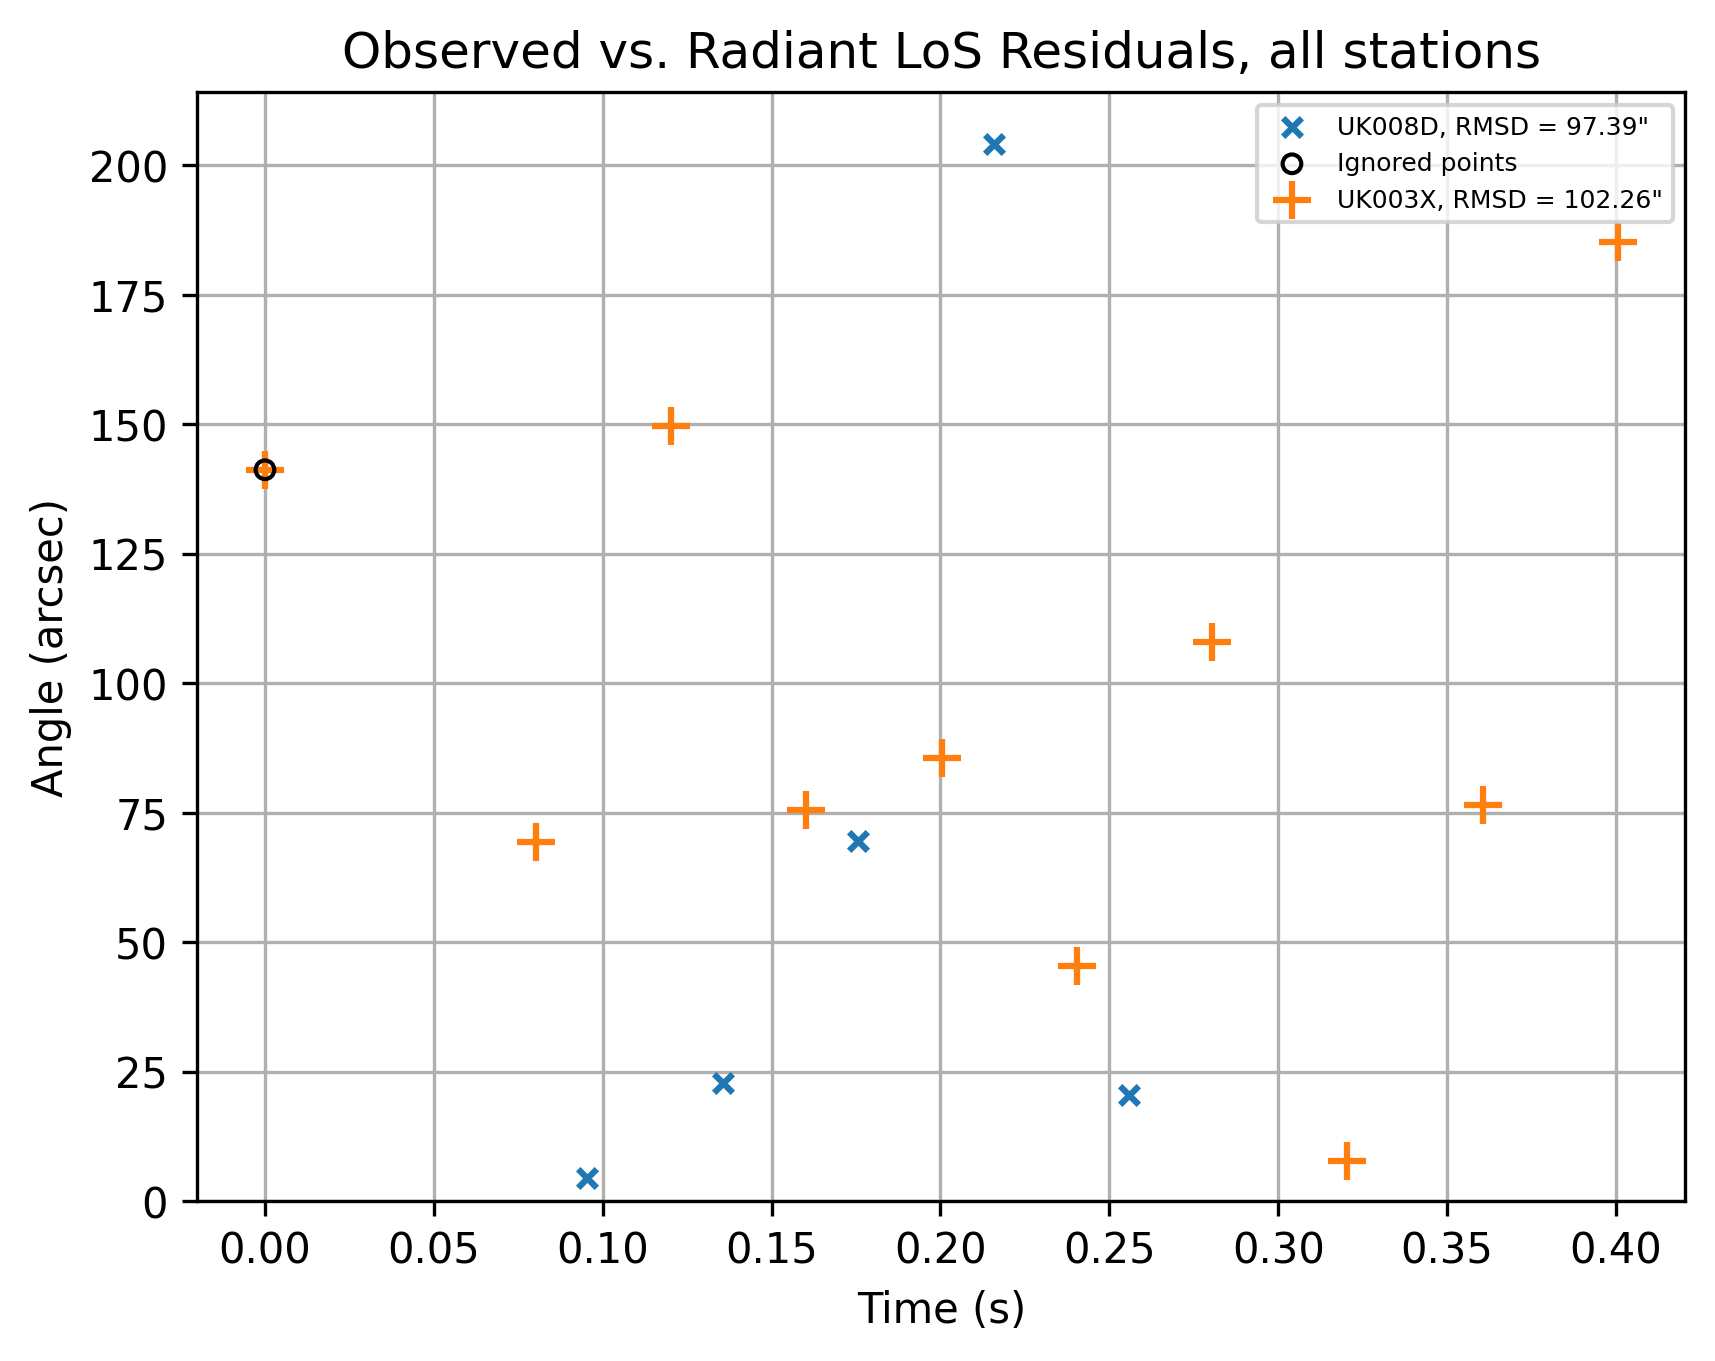 Observed vs. Radiant LoS Residuals, all stations
UK008D, RMSD = 97.39"
Ignored points
UK003X, RMSD = 102.26"
Angle (arcsec)
200
175
150
125
100
75
50
25
0
0.00 0.05 0.10 0.15 0.20 0.25 0.30 0.35 0.40
Time (s)